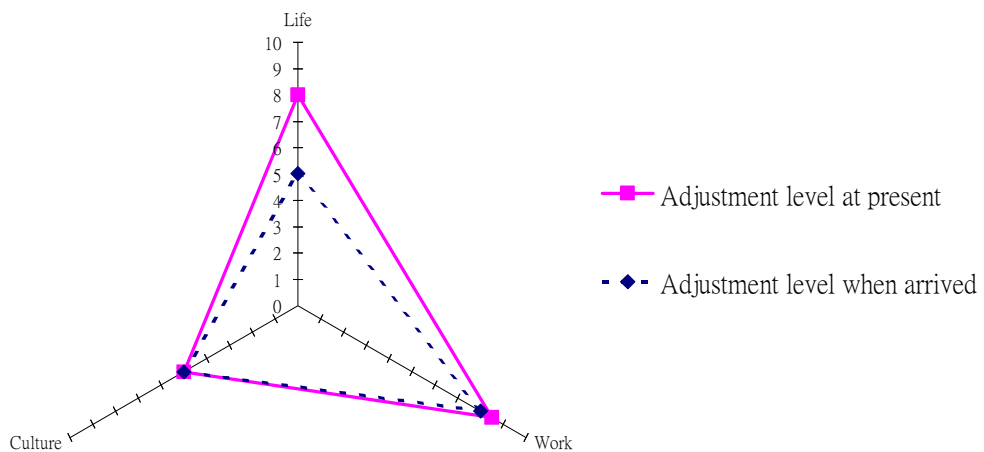 Life
10
9
8
7
6
5
4
3
2
1
0
Culture
Work
Adjustment level at present
Adjustment level when arrived